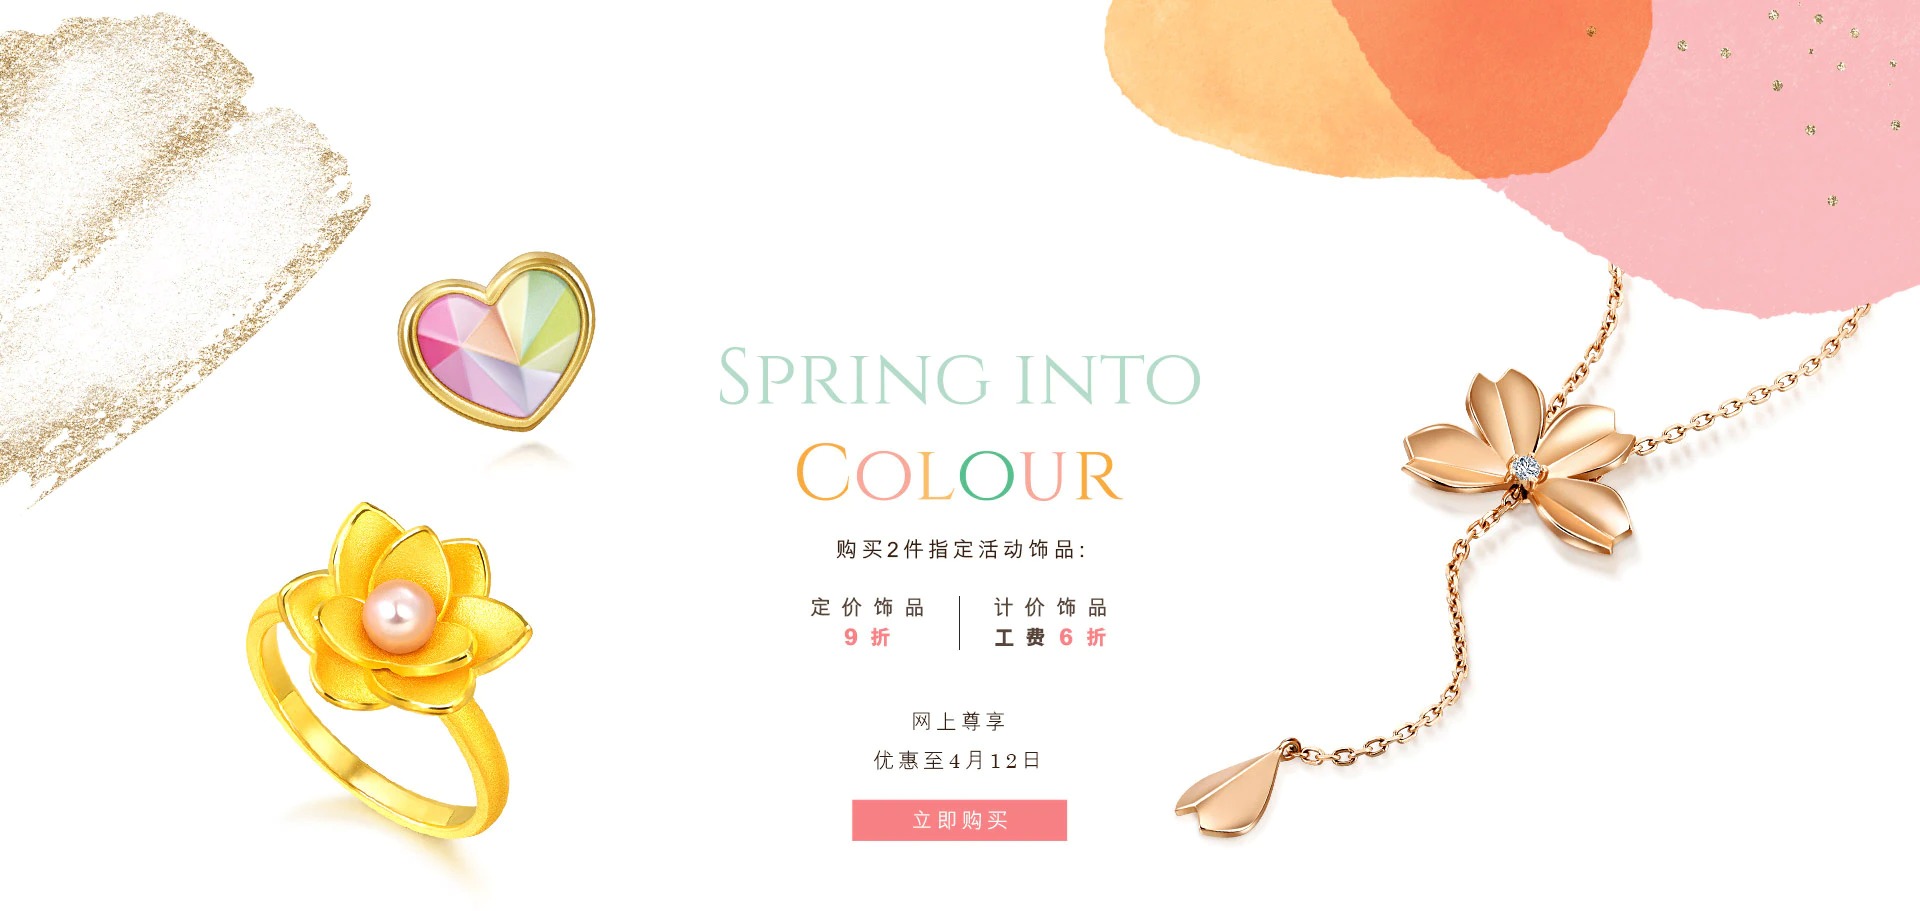 SPRING INTO
COLOUR
购买2件指定活动饰品:
定价饰品
9折
计价饰品
工费6折
网上尊享
优惠至4月12日
立即购买